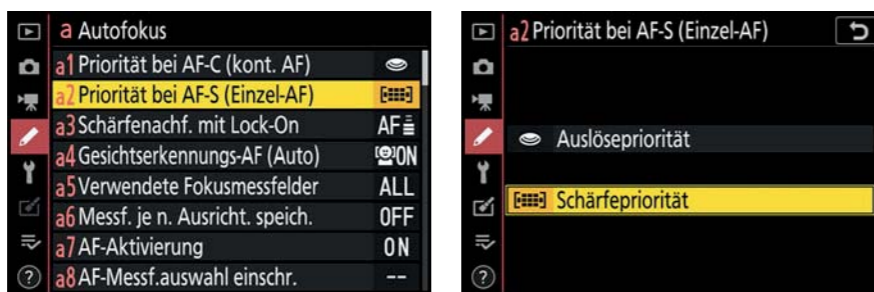 a Autofokus
a1 Priorität bei AF-C (kont. AF)
a2 Priorität bei AF-S (Einzel-AF)
a3 Schärfenachf. mit Lock-On AF
a4 Gesichtserkennungs-AF (Auto) ON
a5 Verwendete Fokusmessfelder ALL
a6 Messf. je n. Ausricht. speich. OFF
a7 AF-Aktivierung ON
a8 AF-Messf.auswahl einschr. --
a2 Priorität bei AF-S (Einzel-AF)
Auslösepriorität
Schärfepriorität